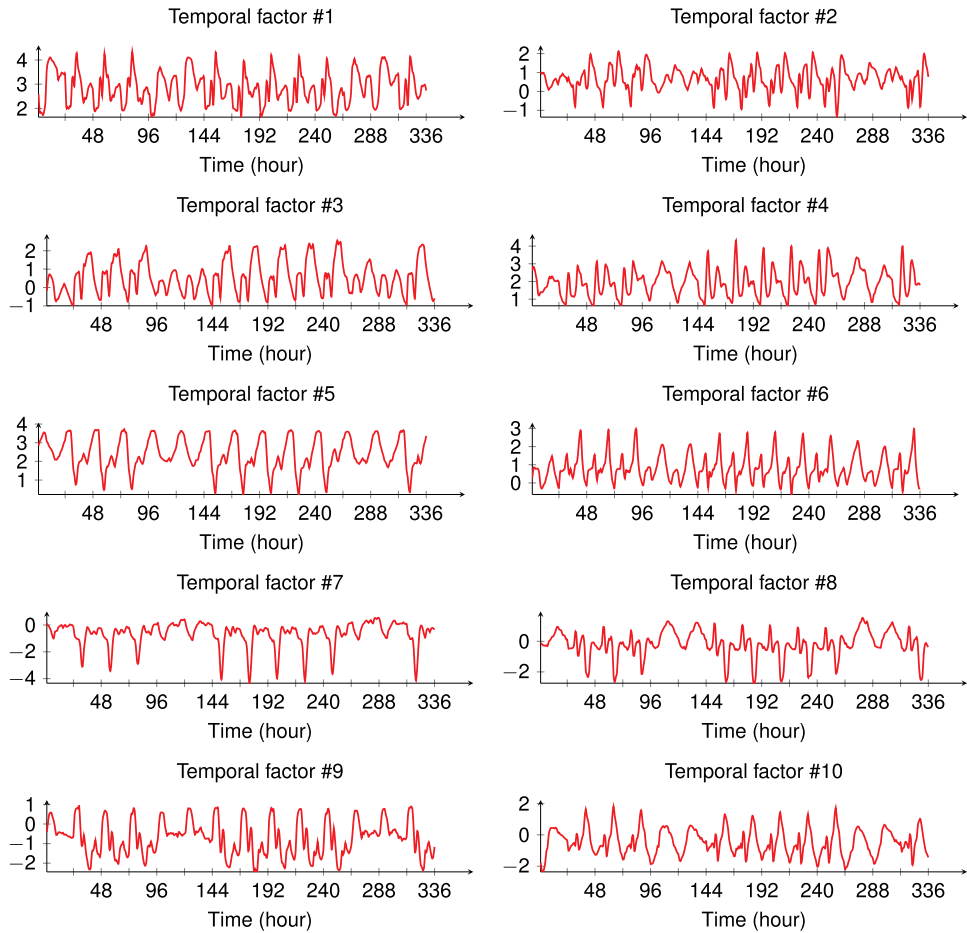 Temporal factor #1
4
3
2
48 96 144 192 240 288 336
Time (hour)
Temporal factor #2
2
1
0
−1
48 96 144 192 240 288 336
Time (hour)
Temporal factor #3
2
1
0
−1
48 96 144 192 240 288 336
Time (hour)
Temporal factor #4
4
3
2
1
48 96 144 192 240 288 336
Time (hour)
Temporal factor #5
4
3
2
1
48 96 144 192 240 288 336
Time (hour)
Temporal factor #6
3
2
1
0
48 96 144 192 240 288 336
Time (hour)
Temporal factor #7
0
−2
−4
48 96 144 192 240 288 336
Time (hour)
Temporal factor #8
0
−2
48 96 144 192 240 288 336
Time (hour)
Temporal factor #9
1
0
−1
−2
48 96 144 192 240 288 336
Time (hour)
Temporal factor #10
2
0
−2
48 96 144 192 240 288 336
Time (hour)